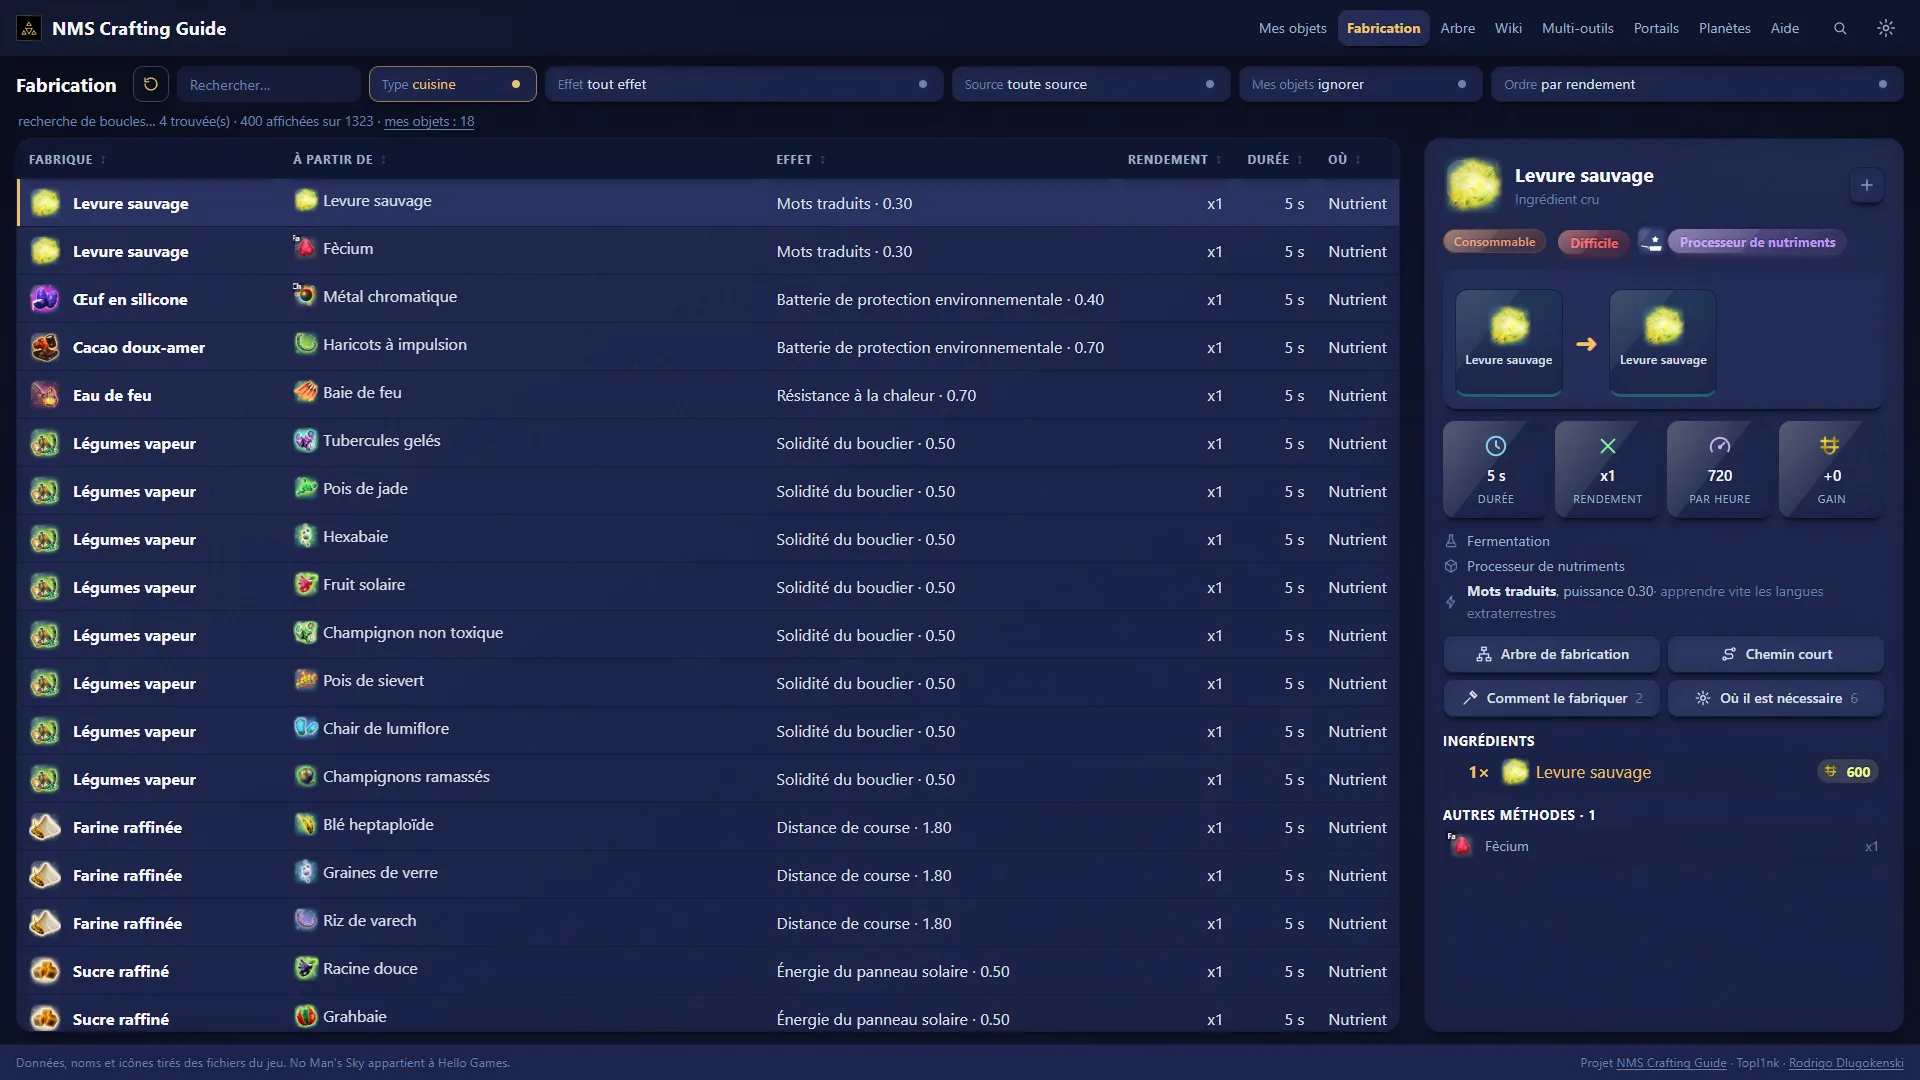 NMS Crafting Guide
Mes objets Fabrication Arbre Wiki Multi-outils Portails Planètes Aide
Fabrication Rechercher... Type cuisine Effet tout effet Source toute source Mes objets ignorer Ordre par rendement
recherche de boucles... 4 trouvée(s) · 400 affichées sur 1323 · mes objets : 18
FABRIQUE À PARTIR DE EFFET RENDEMENT DURÉE OÙ
Levure sauvage Levure sauvage Mots traduits · 0.30 x1 5 s Nutrient
Levure sauvage Fa Fècium Mots traduits · 0.30 x1 5 s Nutrient
Œuf en silicone Ch Métal chromatique Batterie de protection environnementale · 0.40 x1 5 s Nutrient
Cacao doux-amer Haricots à impulsion Batterie de protection environnementale · 0.70 x1 5 s Nutrient
Eau de feu Baie de feu Résistance à la chaleur · 0.70 x1 5 s Nutrient
Légumes vapeur Tubercules gelés Solidité du bouclier · 0.50 x1 5 s Nutrient
Légumes vapeur Pois de jade Solidité du bouclier · 0.50 x1 5 s Nutrient
Légumes vapeur Hexabaie Solidité du bouclier · 0.50 x1 5 s Nutrient
Légumes vapeur Fruit solaire Solidité du bouclier · 0.50 x1 5 s Nutrient
Légumes vapeur Champignon non toxique Solidité du bouclier · 0.50 x1 5 s Nutrient
Légumes vapeur Pois de sievert Solidité du bouclier · 0.50 x1 5 s Nutrient
Légumes vapeur Chair de lumiflore Solidité du bouclier · 0.50 x1 5 s Nutrient
Légumes vapeur Champignons ramassés Solidité du bouclier · 0.50 x1 5 s Nutrient
Farine raffinée Blé heptaploïde Distance de course · 1.80 x1 5 s Nutrient
Farine raffinée Graines de verre Distance de course · 1.80 x1 5 s Nutrient
Farine raffinée Riz de varech Distance de course · 1.80 x1 5 s Nutrient
Sucre raffiné Racine douce Énergie du panneau solaire · 0.50 x1 5 s Nutrient
Sucre raffiné Grahbaie Énergie du panneau solaire · 0.50 x1 5 s Nutrient
Levure sauvage
Ingrédient cru
Consommable Difficile Processeur de nutriments
Levure sauvage Levure sauvage
5 s x1 720 +0
DURÉE RENDEMENT PAR HEURE GAIN
Fermentation
Processeur de nutriments
Mots traduits, puissance 0.30· apprendre vite les langues
extraterrestres
Arbre de fabrication Chemin court
Comment le fabriquer 2 Où il est nécessaire 6
INGRÉDIENTS
1× Levure sauvage 600
AUTRES MÉTHODES · 1
Fa Fècium x1
Données, noms et icônes tirés des fichiers du jeu. No Man's Sky appartient à Hello Games.
Projet NMS Crafting Guide · Topl1nk · Rodrigo Dlugokenski